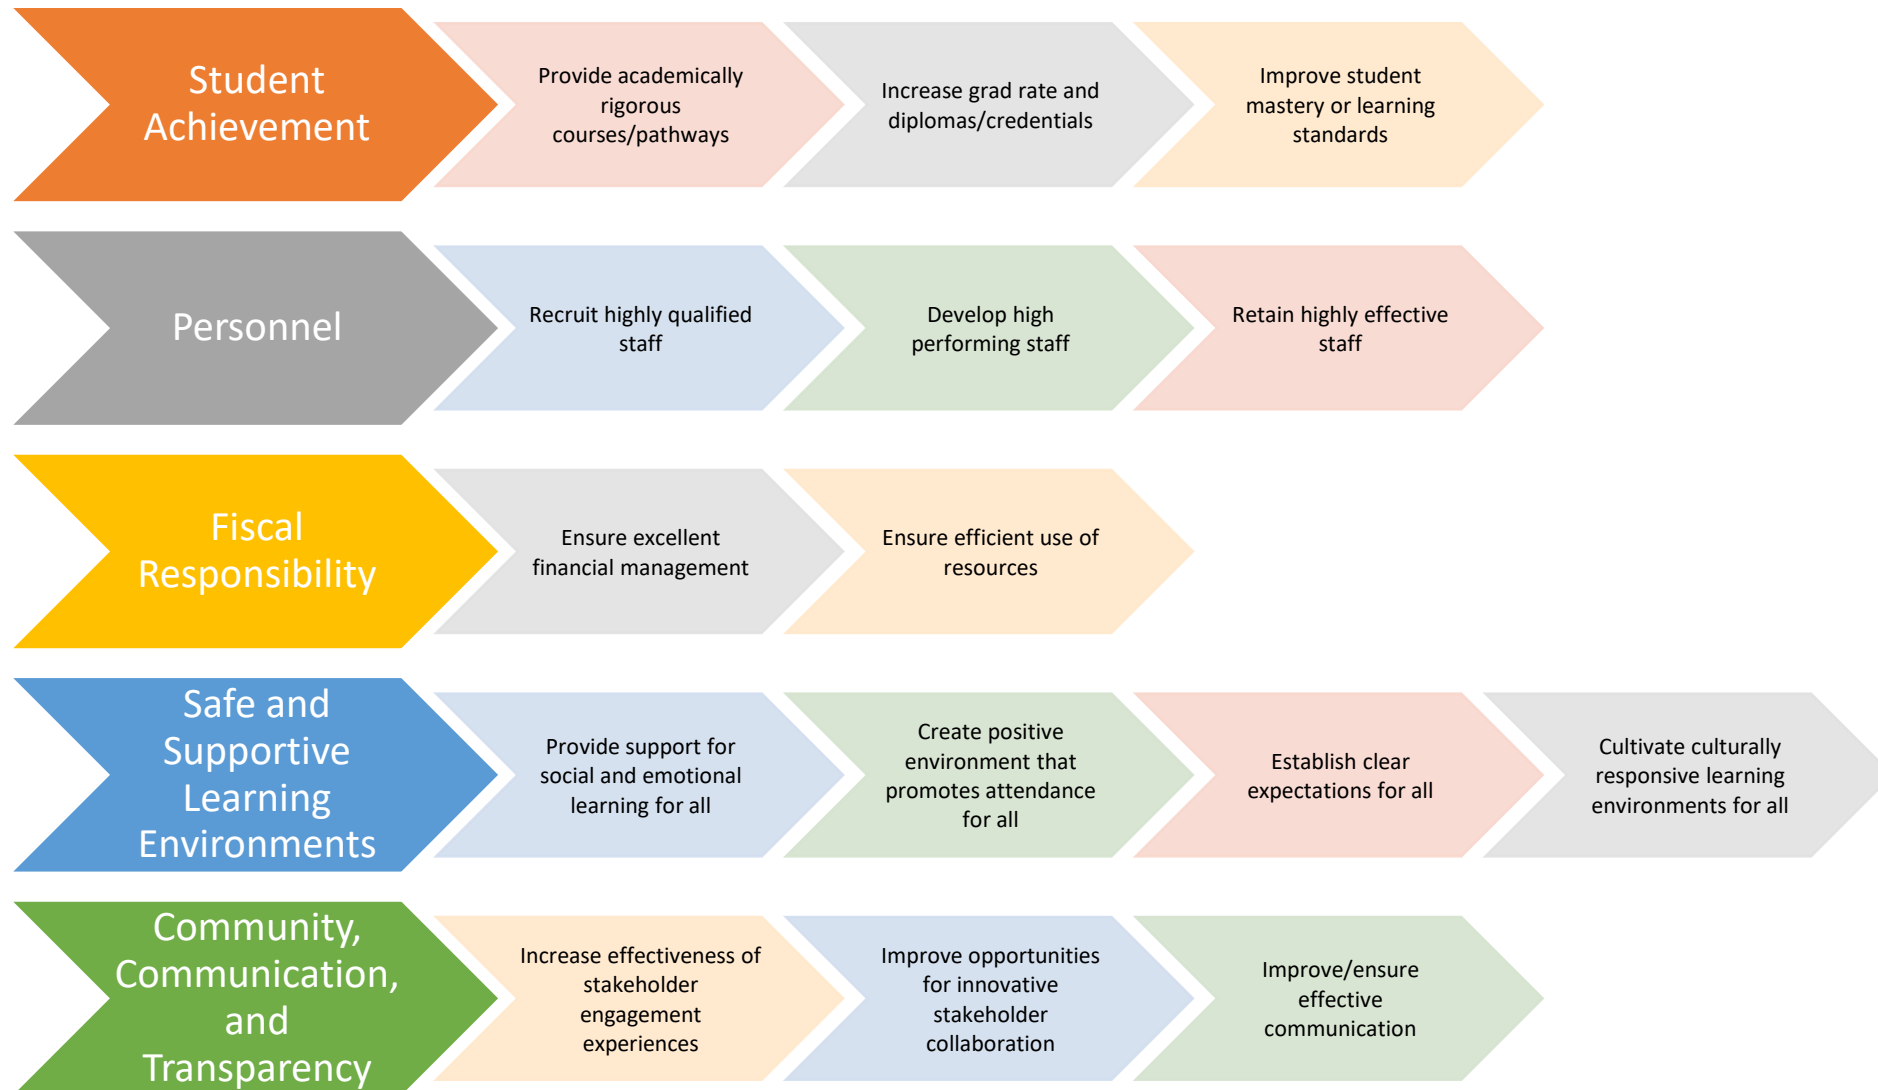 Student
Achievement
Provide academically
rigorous
courses/pathways
Increase grad rate and
diplomas/credentials
Improve student
mastery or learning
standards
Personnel
Recruit highly qualified
staff
Develop high
performing staff
Retain highly effective
staff
Fiscal
Responsibility
Ensure excellent
financial management
Ensure efficient use of
resources
Safe and
Supportive
Learning
Environments
Provide support for
social and emotional
learning for all
Create positive
environment that
promotes attendance
for all
Establish clear
expectations for all
Cultivate culturally
responsive learning
environments for all
Community,
Communication,
and
Transparency
Increase effectiveness of
stakeholder
engagement
experiences
Improve opportunities
for innovative
stakeholder
collaboration
Improve/ensure
effective
communication